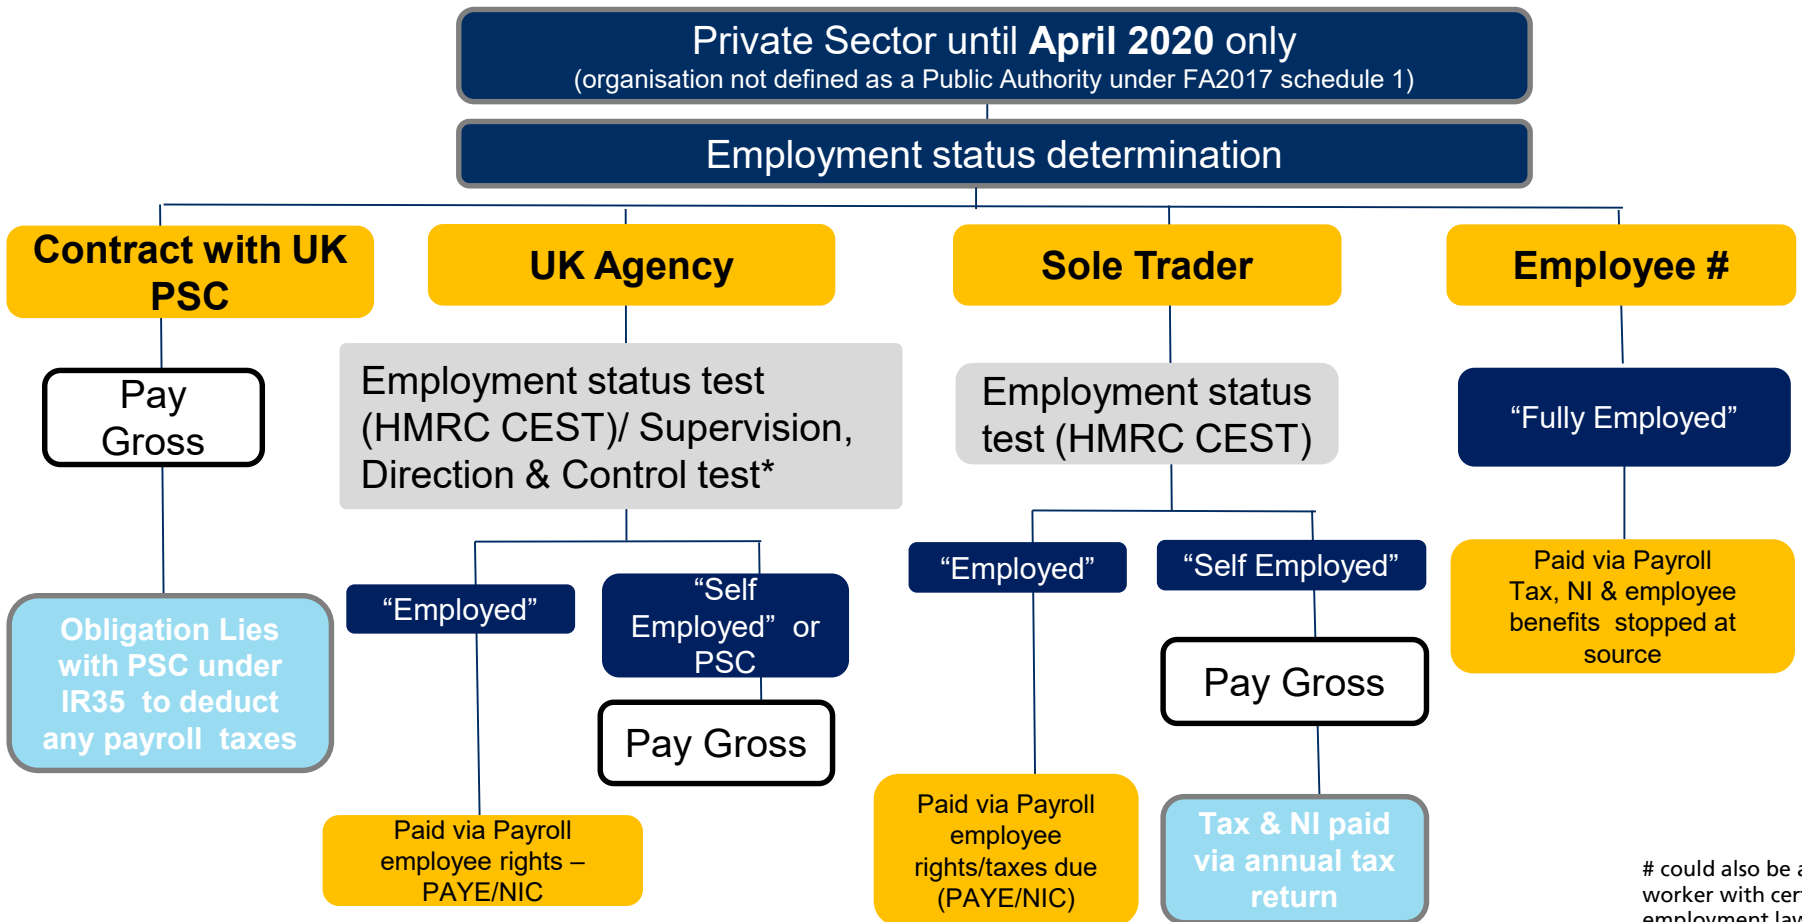 Private Sector until April 2020 only
(organisation not defined as a Public Authority under FA2017 schedule 1)
Employment status determination
Contract with UK
PSC
Pay
Gross
Obligation Lies
with PSC under
IR35 to deduct
any payroll taxes
UK Agency
Employment status test
(HMRC CEST)/ Supervision,
Direction & Control test*
“Employed”
Paid via Payroll
employee rights –
PAYE/NIC
“Self
Employed” or
PSC
Pay Gross
Sole Trader
Employment status
test (HMRC CEST)
“Employed”
Paid via Payroll
employee
rights/taxes due
(PAYE/NIC)
“Self Employed”
Pay Gross
Tax & NI paid
via annual tax
return
Employee #
“Fully Employed”
Paid via Payroll
Tax, NI & employee
benefits stopped at
source
# could also be a
worker with
employment